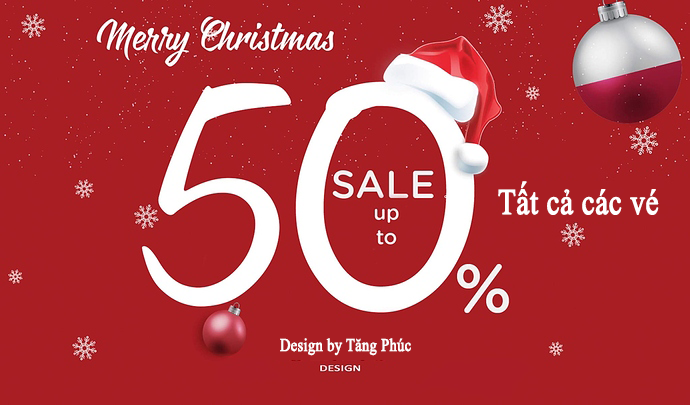 Merry Christmas
50%
SALE
up
to
Tất cả các vé
Design by Tăng Phúc
DESIGN